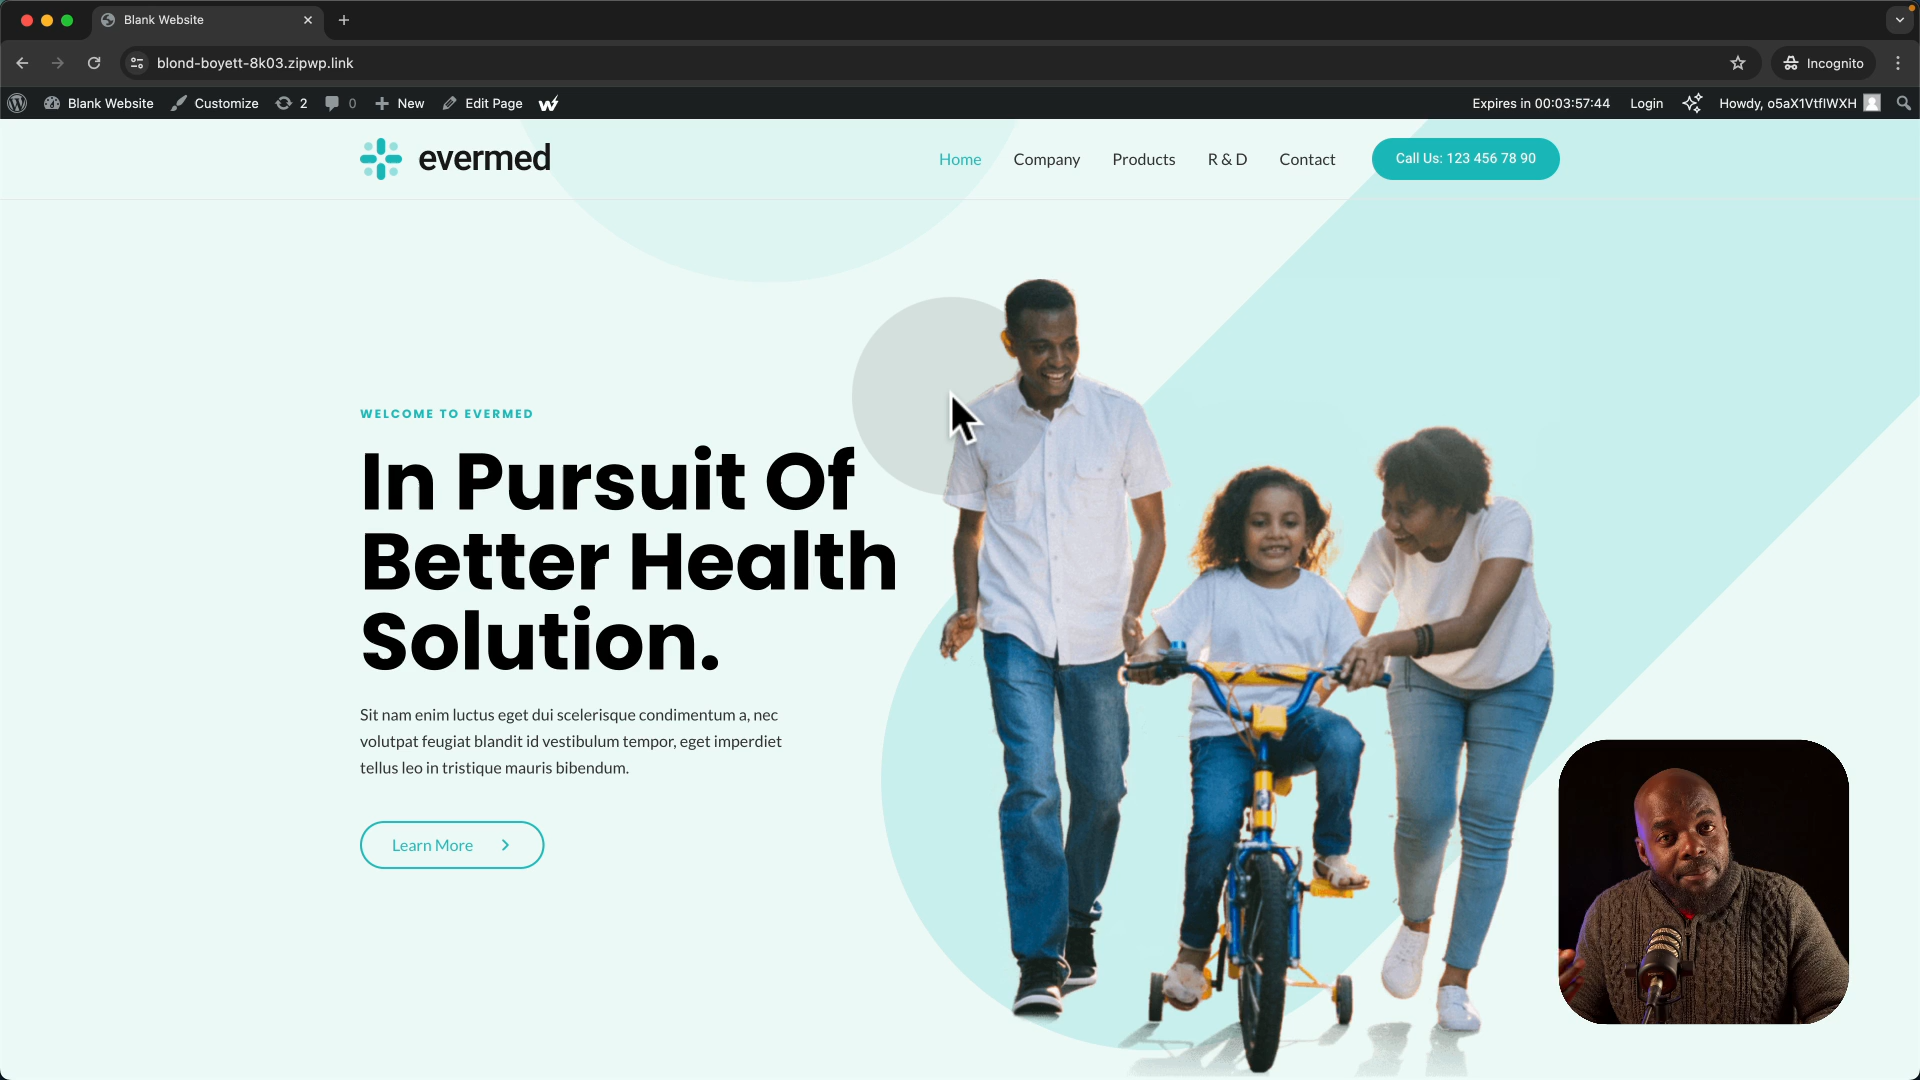 Blank Website
blond-boyett-8k03.zipwp.link
Incognito
Blank Website
Customize
2
0
New
Edit Page
Expires in 00:03:57:44
Login
Howdy, o5aX1VtflWXH
evermed
Home
Company
Products
R & D
Contact
Call Us: 123 456 78 90
WELCOME TO EVERMED
In Pursuit Of
Better Health
Solution.
Sit nam enim luctus eget dui scelerisque condimentum a, nec
volutpat feugiat blandit id vestibulum tempor, eget imperdiet
tellus leo in tristique mauris bibendum.
Learn More